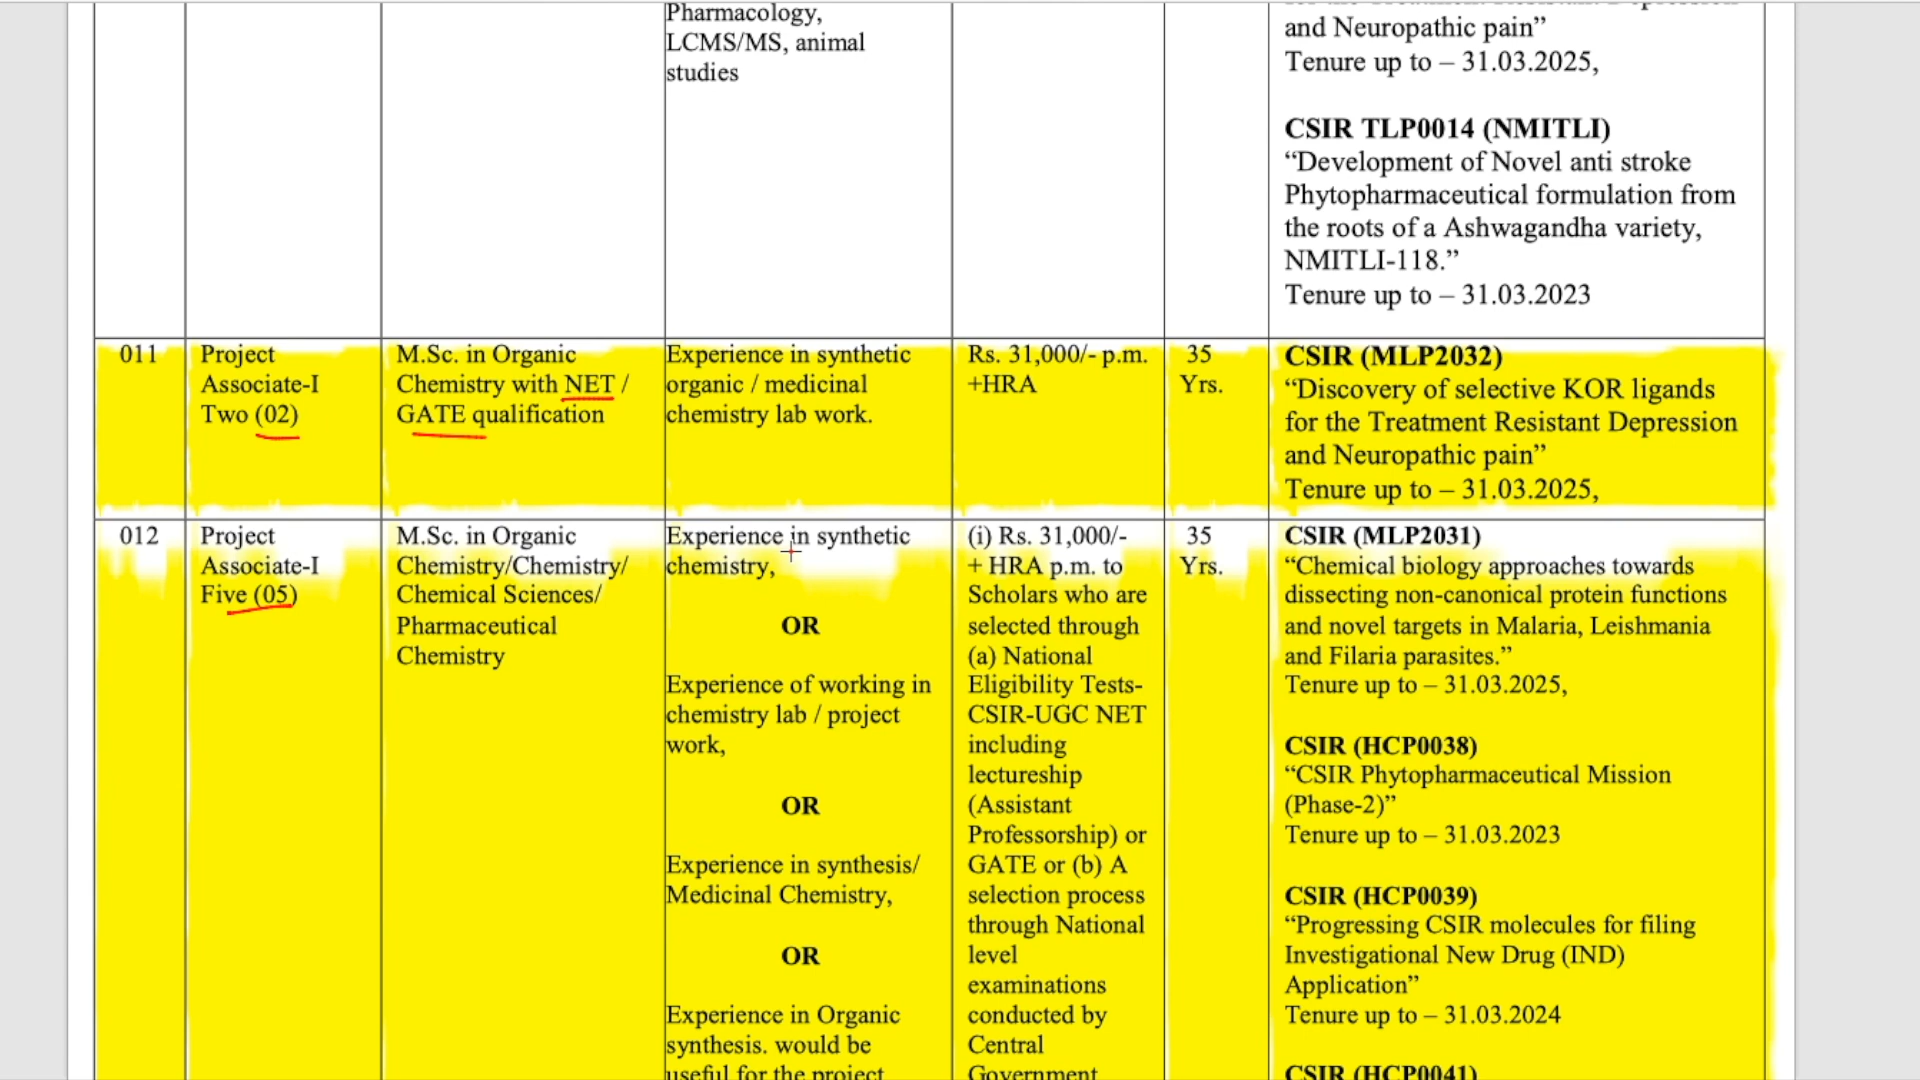 Pharmacology,
LCMS/MS, animal
studies
and Neuropathic pain”
Tenure up to – 31.03.2025,
CSIR TLP0014 (NMITLI)
“Development of Novel anti stroke
Phytopharmaceutical formulation from
the roots of a Ashwagandha variety,
NMITLI-118.”
Tenure up to – 31.03.2023
011
Project
Associate-I
Two (02)
M.Sc. in Organic
Chemistry with NET /
GATE qualification
Experience in synthetic
organic / medicinal
chemistry lab work.
Rs. 31,000/- p.m.
+HRA
35
Yrs.
CSIR (MLP2032)
“Discovery of selective KOR ligands
for the Treatment Resistant Depression
and Neuropathic pain”
Tenure up to – 31.03.2025,
012
Project
Associate-I
Five (05)
M.Sc. in Organic
Chemistry/Chemistry/
Chemical Sciences/
Pharmaceutical
Chemistry
Experience in synthetic
chemistry,
OR
Experience of working in
chemistry lab / project
work,
OR
Experience in synthesis/
Medicinal Chemistry,
OR
Experience in Organic
synthesis. would be
useful for the project
(i) Rs. 31,000/-
+ HRA p.m. to
Scholars who are
selected through
(a) National
Eligibility Tests-
CSIR-UGC NET
including
lectureship
(Assistant
Professorship) or
GATE or (b) A
selection process
through National
level
examinations
conducted by
Central
Government
35
Yrs.
CSIR (MLP2031)
“Chemical biology approaches towards
dissecting non-canonical protein functions
and novel targets in Malaria, Leishmania
and Filaria parasites.”
Tenure up to – 31.03.2025,
CSIR (HCP0038)
“CSIR Phytopharmaceutical Mission
(Phase-2)”
Tenure up to – 31.03.2023
CSIR (HCP0039)
“Progressing CSIR molecules for filing
Investigational New Drug (IND)
Application”
Tenure up to – 31.03.2024
CSIR (HCP0041)